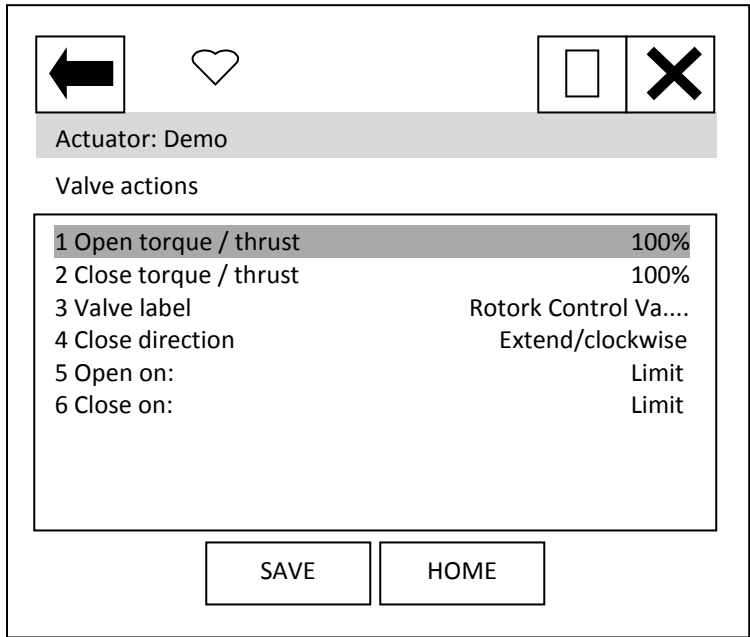 Actuator: Demo
Valve actions
1 Open torque / thrust 100%
2 Close torque / thrust 100%
3 Valve label Rotork Control Va....
4 Close direction Extend/clockwise
5 Open on: Limit
6 Close on: Limit
SAVE HOME